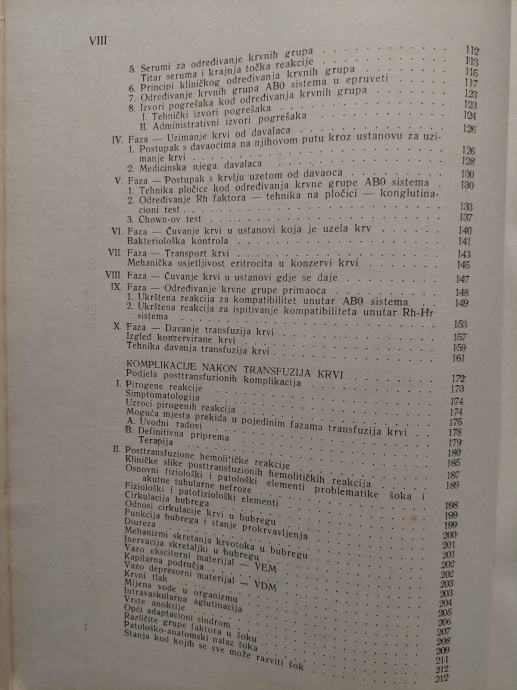 VIII
5. Serumi za određivanje krvnih grupa . . . . . . . . . 112
Titar seruma i krajnja točka reakcije . . . . . . . . . 113
6. Principi kliničkog određivanja krvnih grupa . . . . . . 116
7. Određivanje krvnih grupa AB0 sistema u epruveti . . . . 117
8. Izvori pogrešaka kod određivanja krvnih grupa . . . . . 123
I. Tehnički izvori pogrešaka . . . . . . . . . 123
II. Administrativni izvori pogrešaka . . . . . . . . 124
IV. Faza — Uzimanje krvi od davalaca . . . . . . . . . 126
1. Postupak s davaocima na njihovom putu kroz ustanovu za uzi-
manje krvi . . . . . . . . . 126
2. Medicinska njega davalaca . . . . . . . . . 128
V. Faza — Postupak s krvlju uzetom od davaoca . . . . . . 130
1. Tehnika pločice kod određivanja krvne grupe AB0 sistema . 130
2. Određivanje Rh faktora — tehnika na pločici — konglutina-
cioni test . . . . . . . . . 133
3. Chown-ov test . . . . . . . . . 137
VI. Faza — Čuvanje krvi u ustanovi koja je uzela krv . . . . 140
Bakteriološka kontrola . . . . . . . . . 141
VII. Faza — Transport krvi . . . . . . . . . 143
Mehanička osjetljivost eritrocita u konzervi krvi . . . . . 145
VIII. Faza — Čuvanje krvi u ustanovi gdje se daje . . . . . . 147
IX. Faza — Određivanje krvne grupe primaoca . . . . . . . 148
1. Ukrštena reakcija za kompatibilitet unutar AB0 sistema . . 149
2. Ukrštena reakcija za ispitivanje kompatibiliteta unutar Rh-Hr
sistema . . . . . . . . . 153
X. Faza — Davanje transfuzija krvi . . . . . . . . . 157
Izgled konzervirane krvi . . . . . . . . . 159
Tehnika davanja transfuzija krvi . . . . . . . . . 161
KOMPLIKACIJE NAKON TRANSFUZIJA KRVI . . . . . . 172
Podjela posttransfuzionih komplikacija . . . . . . . . 173
I. Pirogene reakcije . . . . . . . . . 174
Simptomatologija . . . . . . . . . 174
Uzroci pirogenih reakcija . . . . . . . . . 175
Moguća mjesta prekida u pojedinim fazama transfuzija krvi . . 178
A. Uvodni radovi . . . . . . . . . 179
B. Definitivna priprema . . . . . . . . . 180
Terapija . . . . . . . . . 185
II. Posttransfuzione hemolitičke reakcije . . . . . . . . 187
Kliničke slike posttransfuzionih hemolitičkih reakcija . . . . 189
Osnovni fiziološki i patološki elementi problematike šoka i
akutne tubularne nefroze . . . . . . . . . 198
Fiziološki i patofiziološki elementi . . . . . . . . . 199
Cirkulacija bubrega . . . . . . . . . 199
Odnosi cirkulacije krvi u bubregu . . . . . . . . . 200
Funkcija bubrega i stanje prokrvavljenja . . . . . . . . 201
Diureza . . . . . . . . . 201
Mehanizmi skretanja krvotoka u bubregu . . . . . . . . 202
Inervacija skretaljki u bubregu . . . . . . . . . 202
Vazo ekscitorni materijal — VEM . . . . . . . . . 203
Kapilarna područja . . . . . . . . . 203
Vazo depresorni materijal — VDM . . . . . . . . . 204
Krvni tlak . . . . . . . . . 205
Mijena vode u organizmu . . . . . . . . . 206
Intravaskularna aglutinacija . . . . . . . . . 207
Vrste anoksije . . . . . . . . . 208
Opći adaptacioni sindrom . . . . . . . . . 209
Različite grupe faktora u šoku . . . . . . . . . 211
Patološko-anatomski nalaz šoka . . . . . . . . . 212
Stanja kod kojih se sve može razviti šok . . . . . . . . 212